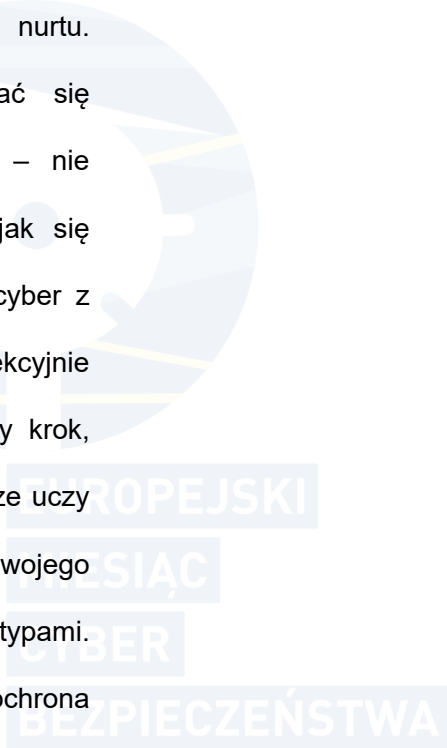 nurtu.
ać się
– nie
jak się
cyber z
ekcyjnie
y krok,
ze uczy
EUROPEJSKI
wojego
MIESIĄC
typami.
CYBER
ochrona
BEZPIECZEŃSTWA